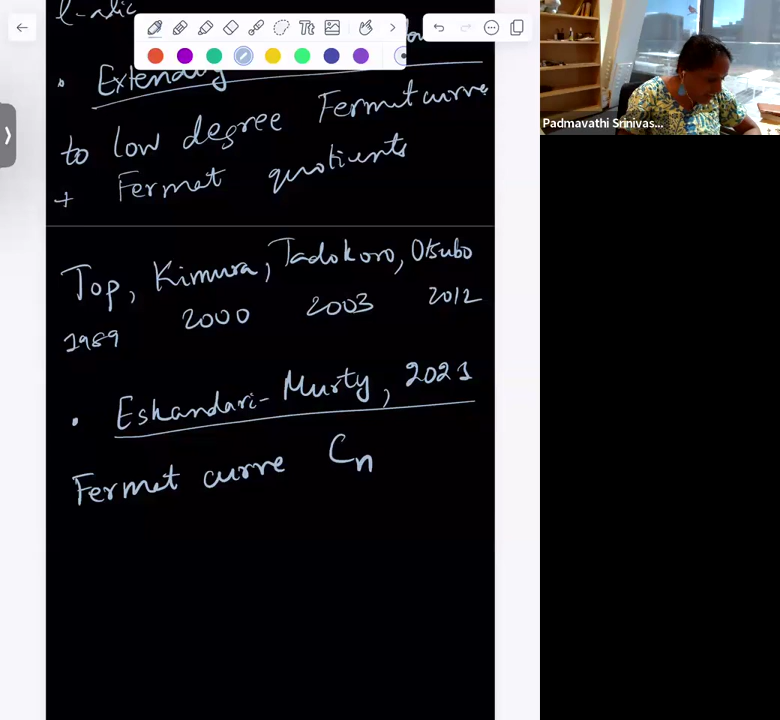 l-adic
Padmavathi Srinivas...
• Extending
to low degree Fermat curve
+ Fermat quotients
Top, Kimura, Tadokoro, Otsubo
1989 2000 2003 2012
• Eskandari-Murty, 2021
Fermat curve Cn